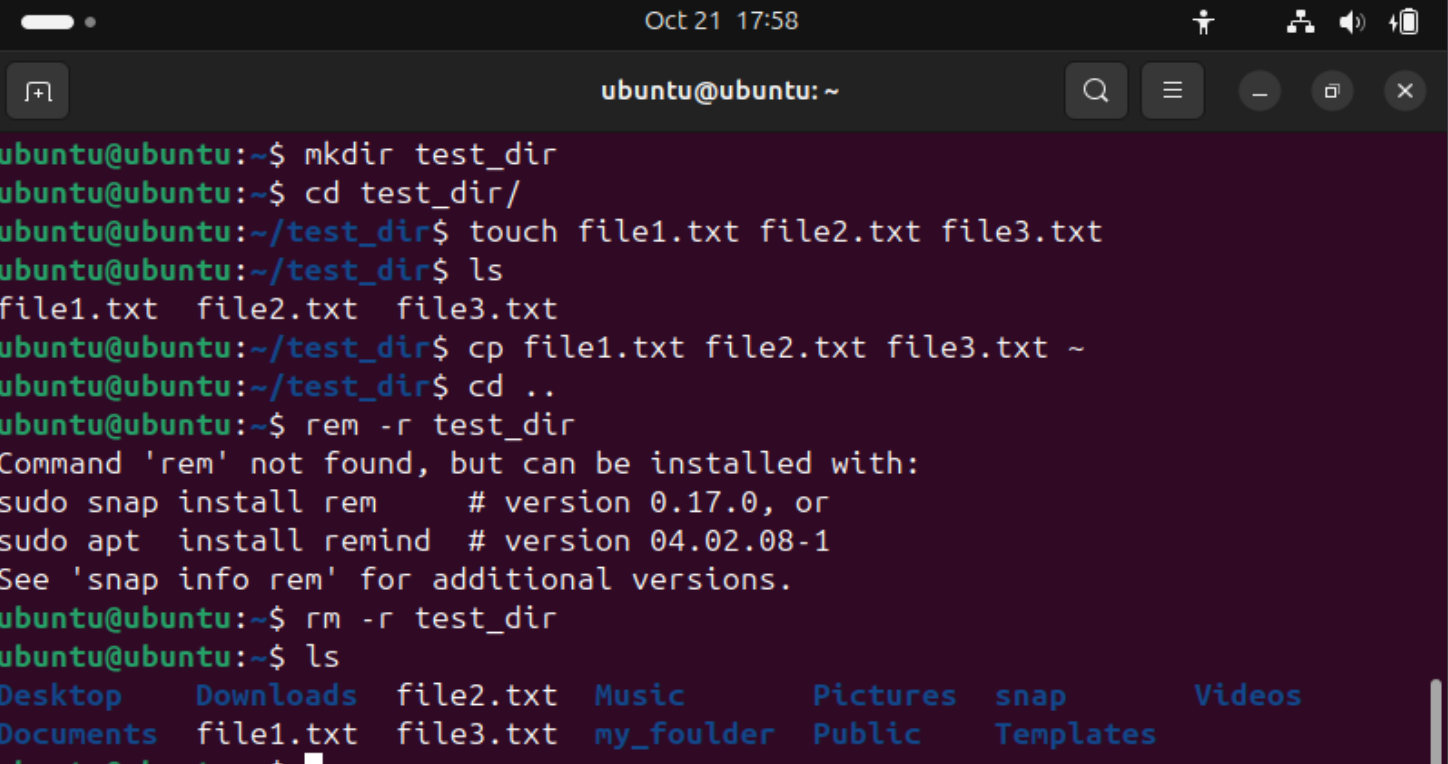 Oct 21 17:58
ubuntu@ubuntu: ~
ubuntu@ubuntu:~$ mkdir test_dir
ubuntu@ubuntu:~$ cd test_dir/
ubuntu@ubuntu:~/test_dir$ touch file1.txt file2.txt file3.txt
ubuntu@ubuntu:~/test_dir$ ls
file1.txt  file2.txt  file3.txt
ubuntu@ubuntu:~/test_dir$ cp file1.txt file2.txt file3.txt ~
ubuntu@ubuntu:~/test_dir$ cd ..
ubuntu@ubuntu:~$ rem -r test_dir
Command 'rem' not found, but can be installed with:
sudo snap install rem     # version 0.17.0, or
sudo apt  install remind  # version 04.02.08-1
See 'snap info rem' for additional versions.
ubuntu@ubuntu:~$ rm -r test_dir
ubuntu@ubuntu:~$ ls
Desktop    Downloads  file2.txt  Music      Pictures  snap       Videos
Documents  file1.txt  file3.txt  my_foulder  Public    Templates